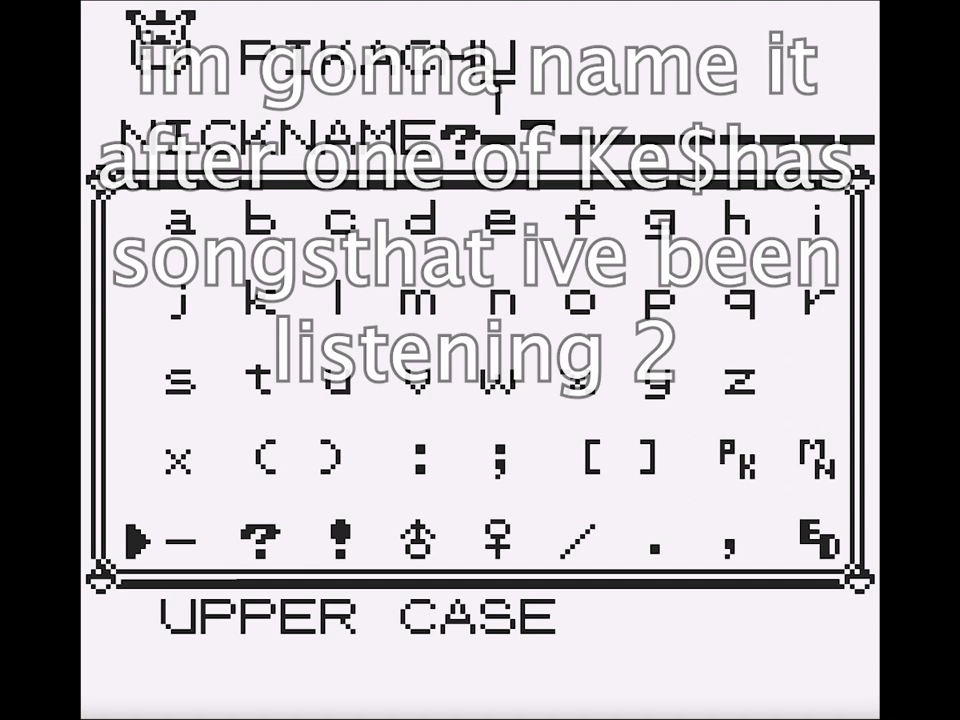 im gonna name it
after one of Ke$has
songsthat ive been
listening 2
PIKACHU
T
NICKNAME?
a b c d e f g h i
j k l m n o p q r
s t u v w x y z
x ( ) : ; [ ] PK MN
- ? ! ♂ ♀ / . , ED
UPPER CASE